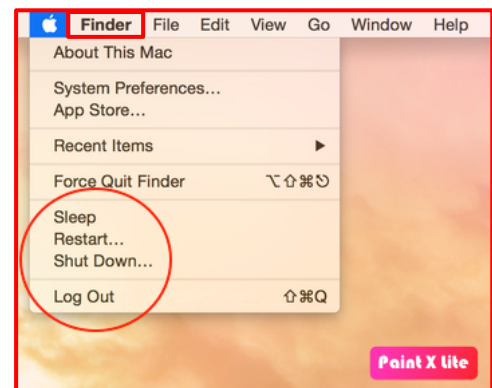 Finder File Edit View Go Window Help
About This Mac
System Preferences...
App Store...
Recent Items ▶
Force Quit Finder ⌥⇧⌘⎋
Sleep
Restart...
Shut Down...
Log Out ⇧⌘Q
Paint X Lite